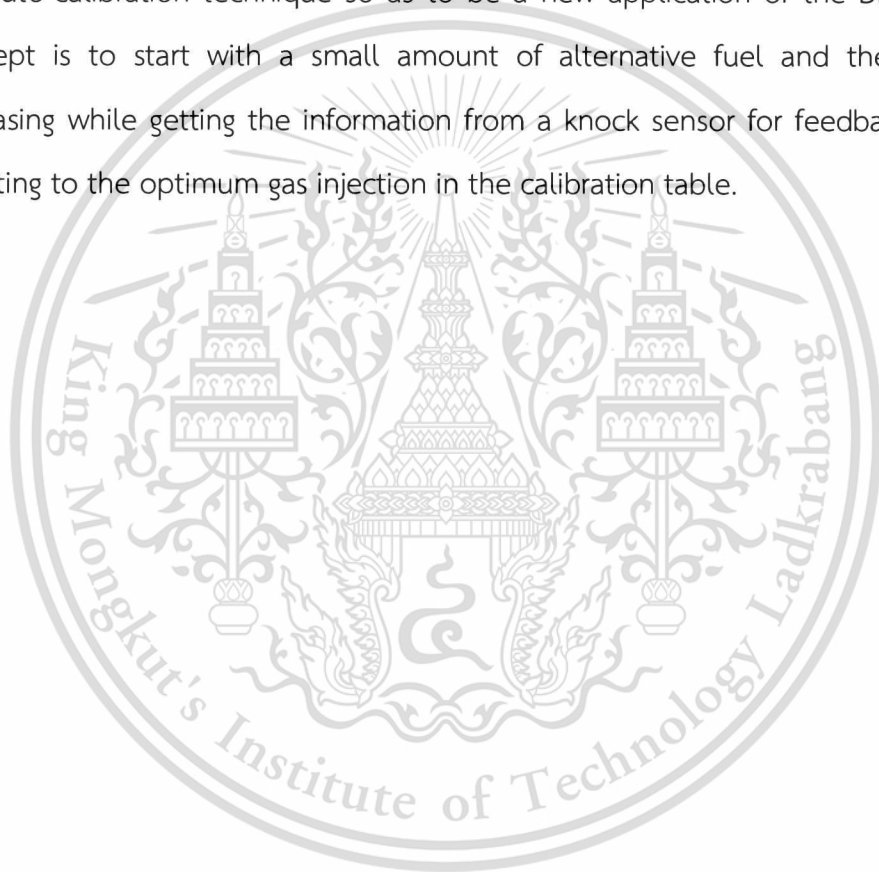 ept is to start with a small amount of alternative fuel and the
asing while getting the information from a knock sensor for feedba
ting to the optimum gas injection in the calibration table.
King Mongkut's Institute of Technology Ladkrabang